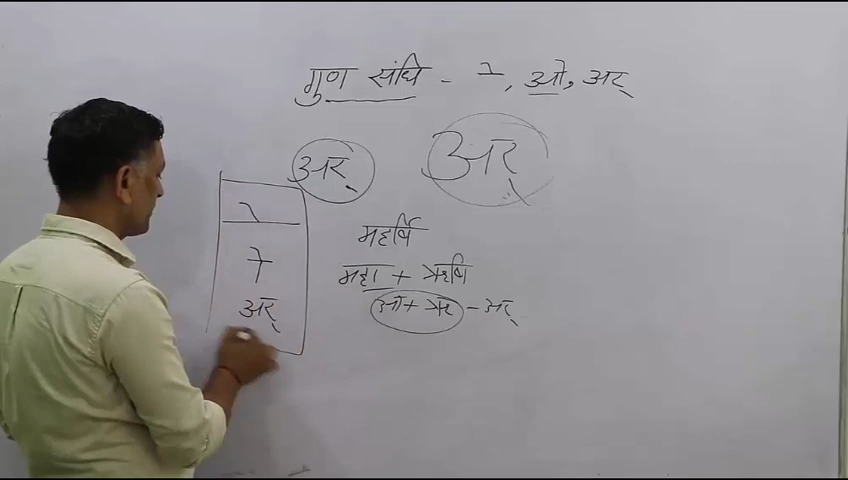 गुण संधि - े, ओ, अर्
अर् अर्
े
महर्षि
े
महा + ऋषि
अर्
आ + ऋ - अर्